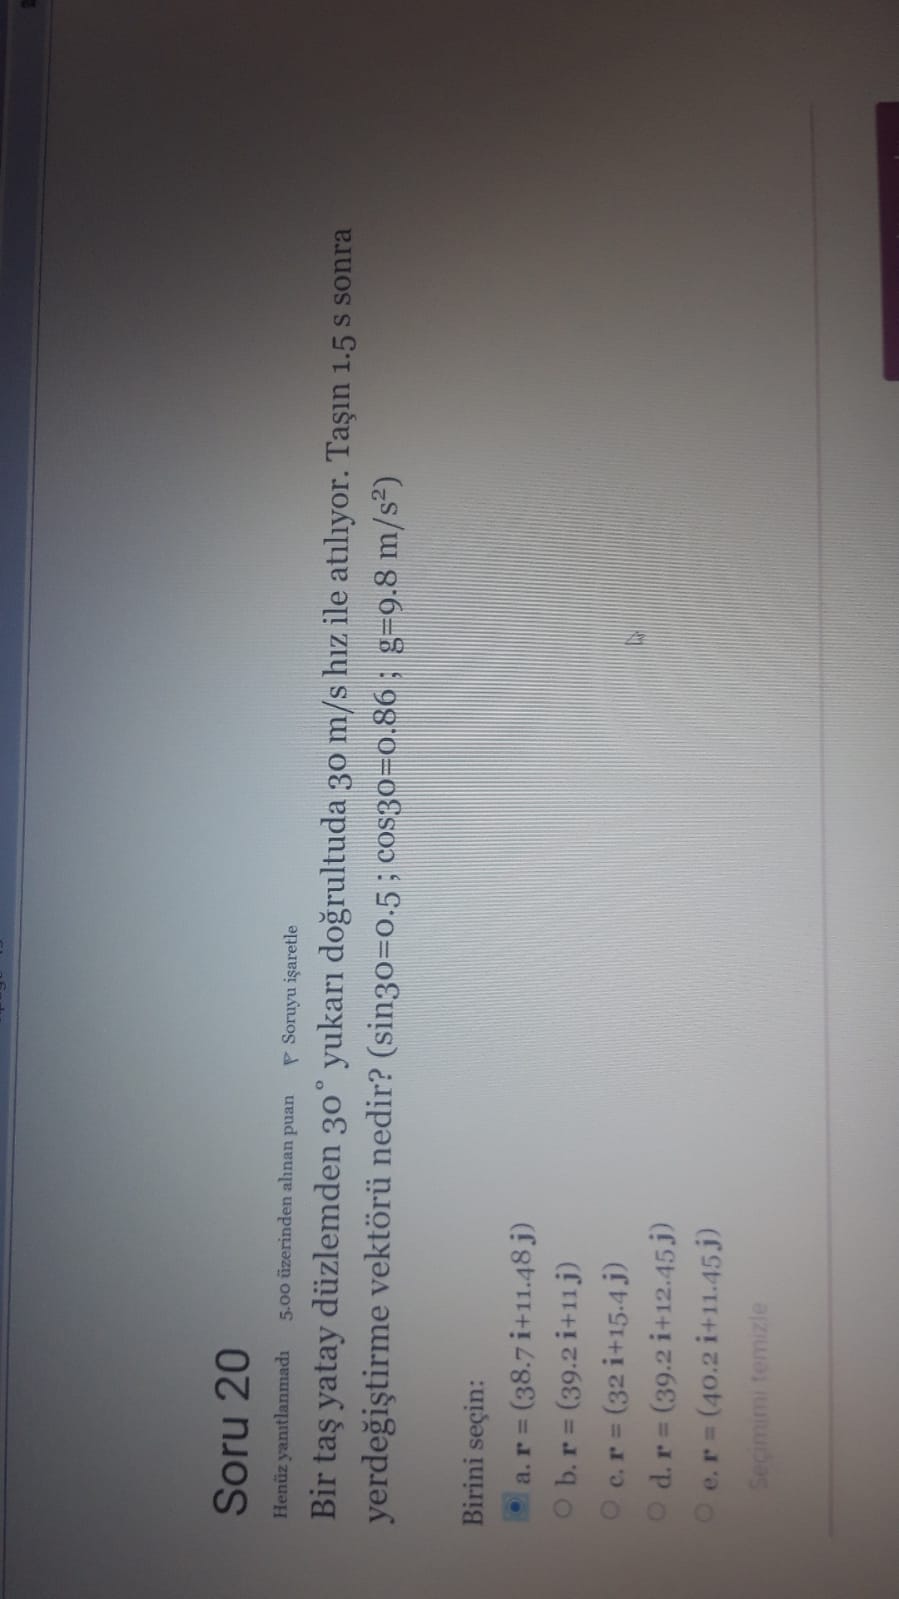 Soru 20
Henüz yanıtlanmadı 5.00 üzerinden alınan puan Soruyu işaretle
Bir taş yatay düzlemden 30° yukarı doğrultuda 30 m/s hız ile atılıyor. Taşın 1.5 s sonra
yerdeğiştirme vektörü nedir? (sin30=0.5 ; cos30=0.86 ; g=9.8 m/s²)
Birini seçin:
a. r = (38.7 i+11.48 j)
b. r = (39.2 i+11 j)
c. r = (32 i+15.4 j)
d. r = (39.2 i+12.45 j)
e. r = (40.2 i+11.45 j)
Seçimimi temizle